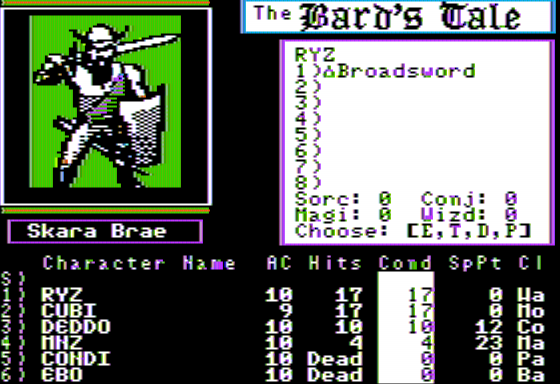 The Bard's Tale
RYZ
1)▵Broadsword
2)
3)
4)
5)
6)
7)
8)
Sorc: 0 Conj: 0
Magi: 0 Wizd: 0
Choose: [E,T,D,P]
Skara Brae
Character Name AC Hits Cond SpPt Cl
S)
1) RYZ 10 17 17 0 Wa
2) CUBI 9 17 17 0 Mo
3) DEDDO 10 10 10 12 Co
4) MNZ 10 4 4 23 Ma
5) CONDI 10 Dead 0 0 Pa
6) EBO 10 Dead 0 0 Ba